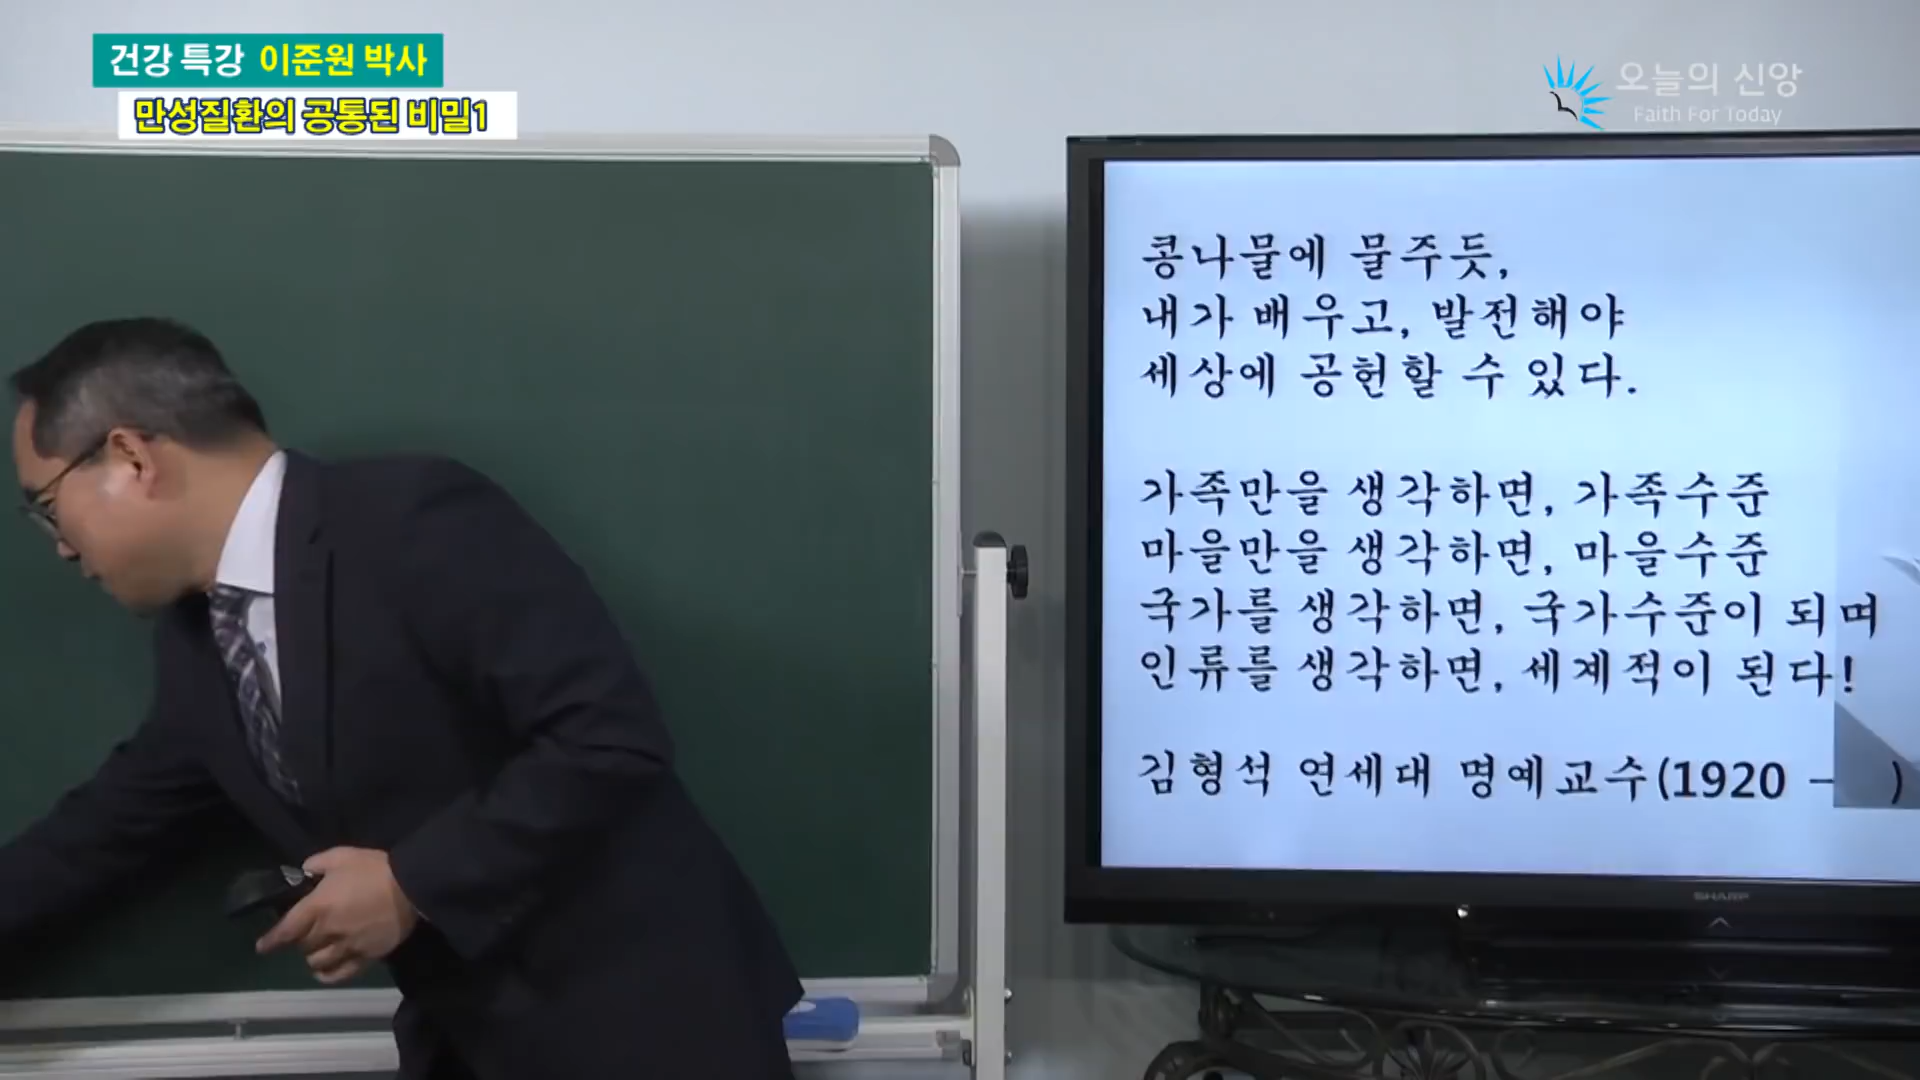 건강 특강 이준원 박사
만성질환의 공통된 비밀1
오늘의 신앙
Faith For Today
콩나물에 물주듯,
내가 배우고, 발전해야
세상에 공헌할 수 있다.
가족만을 생각하면, 가족수준
마을만을 생각하면, 마을수준
국가를 생각하면, 국가수준이 되며
인류를 생각하면, 세계적이 된다!
김형석 연세대 명예교수(1920 – )
SHARP